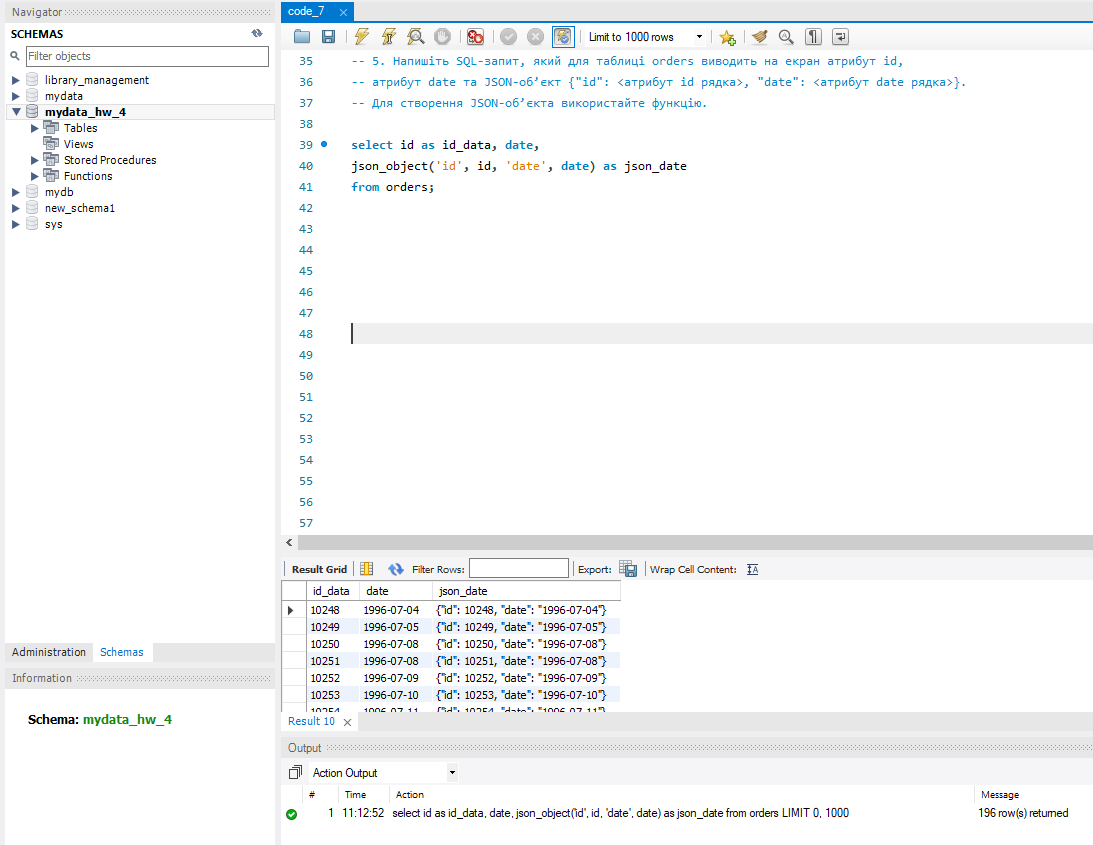 Navigator
SCHEMAS
Filter objects
library_management
mydata
mydata_hw_4
Tables
Views
Stored Procedures
Functions
mydb
new_schema1
sys
Administration Schemas
Information
Schema: mydata_hw_4
code_7
Limit to 1000 rows
35 -- 5. Напишіть SQL-запит, який для таблиці orders виводить на екран атрибут id,
36 -- атрибут date та JSON-об’єкт {"id": <атрибут id рядка>, "date": <атрибут date рядка>}.
37 -- Для створення JSON-об’єкта використайте функцію.
38
39 select id as id_data, date,
40 json_object('id', id, 'date', date) as json_date
41 from orders;
42
43
44
45
46
47
48
49
50
51
52
53
54
55
56
57
Result Grid Filter Rows: Export: Wrap Cell Content:
id_data date json_date
10248 1996-07-04 {"id": 10248, "date": "1996-07-04"}
10249 1996-07-05 {"id": 10249, "date": "1996-07-05"}
10250 1996-07-08 {"id": 10250, "date": "1996-07-08"}
10251 1996-07-08 {"id": 10251, "date": "1996-07-08"}
10252 1996-07-09 {"id": 10252, "date": "1996-07-09"}
10253 1996-07-10 {"id": 10253, "date": "1996-07-10"}
10254 1996-07-11 {"id": 10254, "date": "1996-07-11"}
Result 10
Output
Action Output
# Time Action Message
1 11:12:52 select id as id_data, date, json_object('id', id, 'date', date) as json_date from orders LIMIT 0, 1000 196 row(s) returned